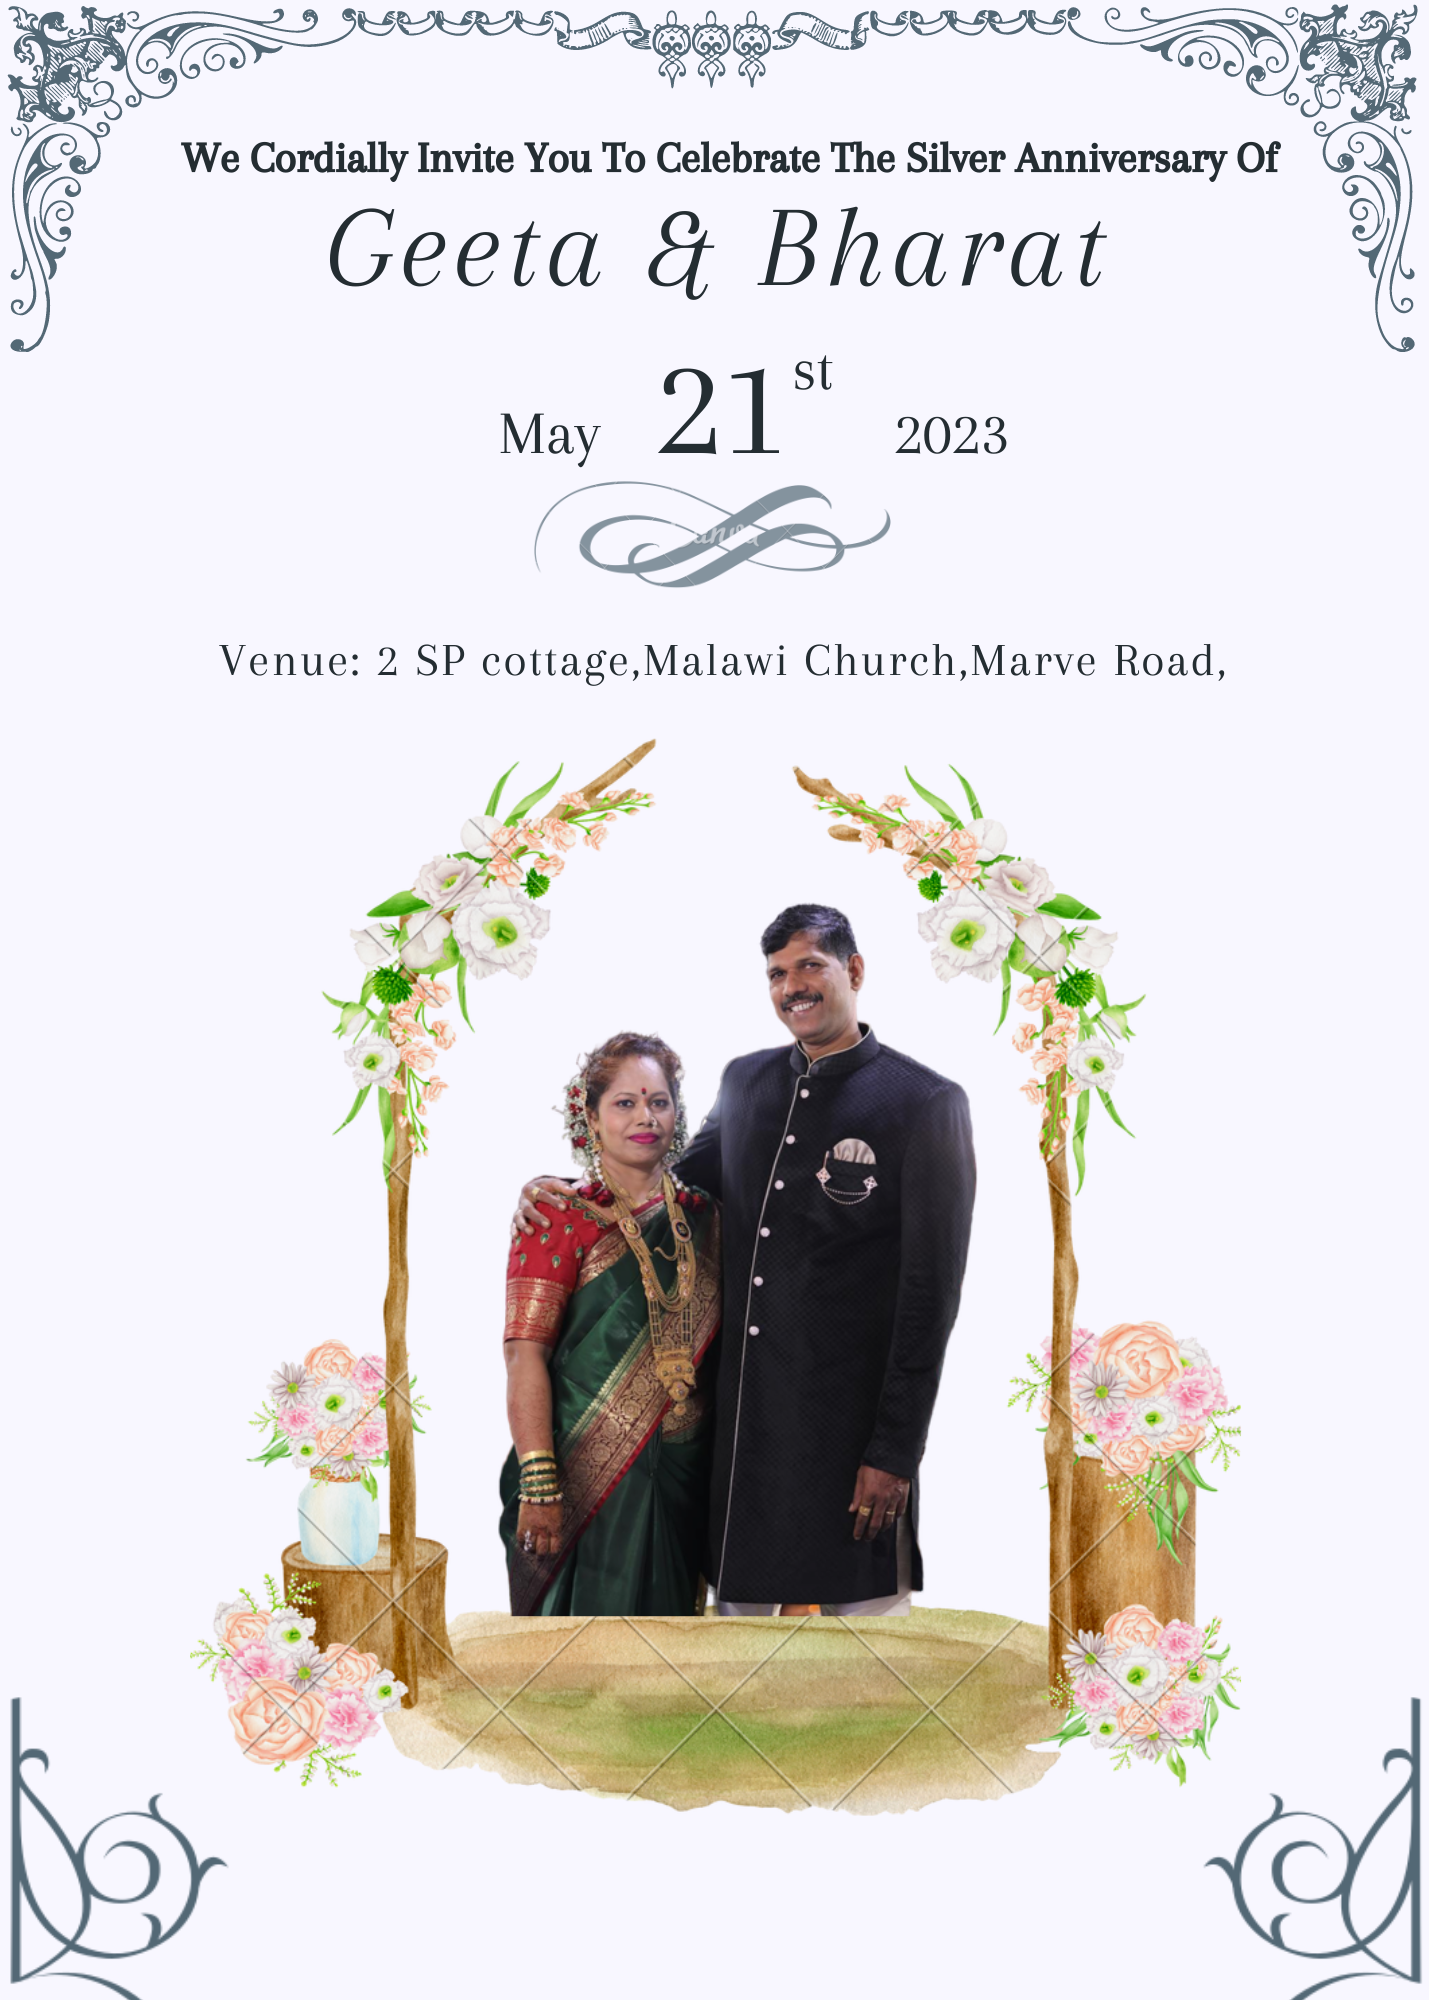 We Cordially Invite You To Celebrate The Silver Anniversary Of
Geeta & Bharat
May 21st 2023
Venue: 2 SP cottage,Malawi Church,Marve Road,